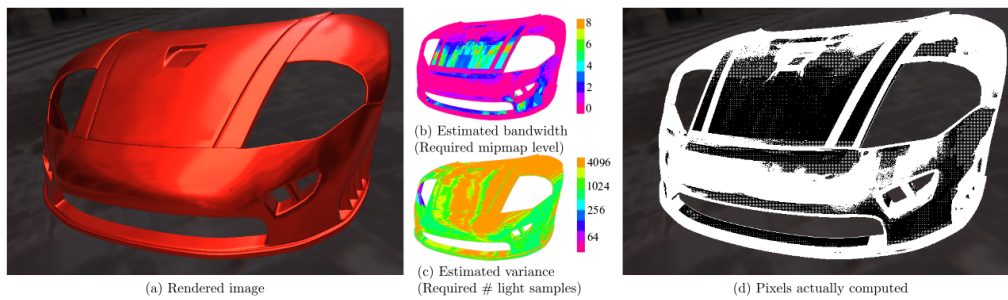 8
6
4
2
0
(b) Estimated bandwidth
(Required mipmap level)
4096
1024
256
64
(c) Estimated variance
(Required # light samples)
(a) Rendered image
(d) Pixels actually computed